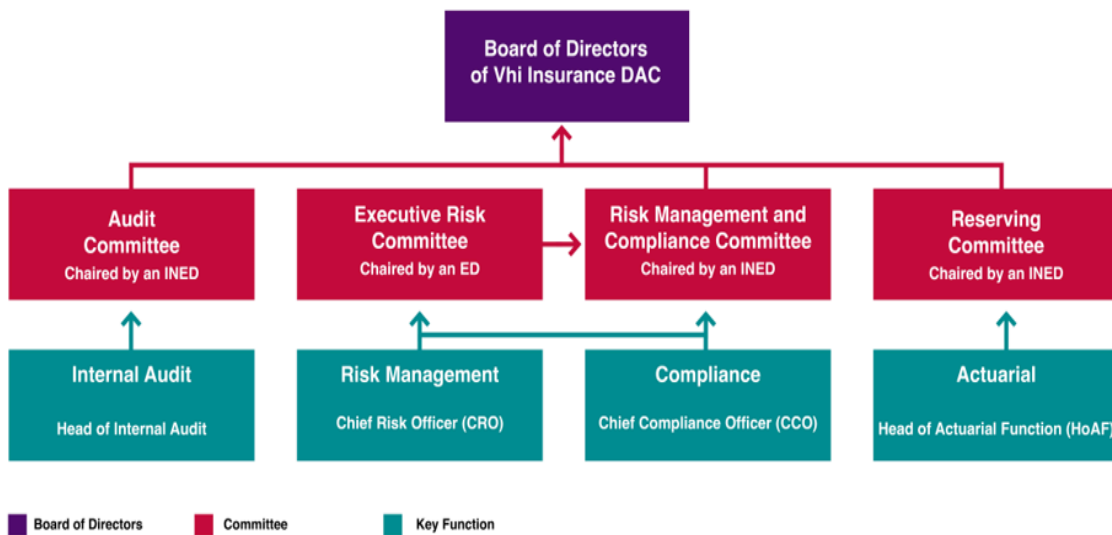 Board of Directors
of Vhi Insurance DAC
Audit
Committee
Chaired by an INED
Executive Risk
Committee
Chaired by an ED
Risk Management and
Compliance Committee
Chaired by an INED
Reserving
Committee
Chaired by an INED
Internal Audit
Head of Internal Audit
Risk Management
Chief Risk Officer (CRO)
Compliance
Chief Compliance Officer (CCO)
Actuarial
Head of Actuarial Function (HoAF)
Board of Directors
Committee
Key Function